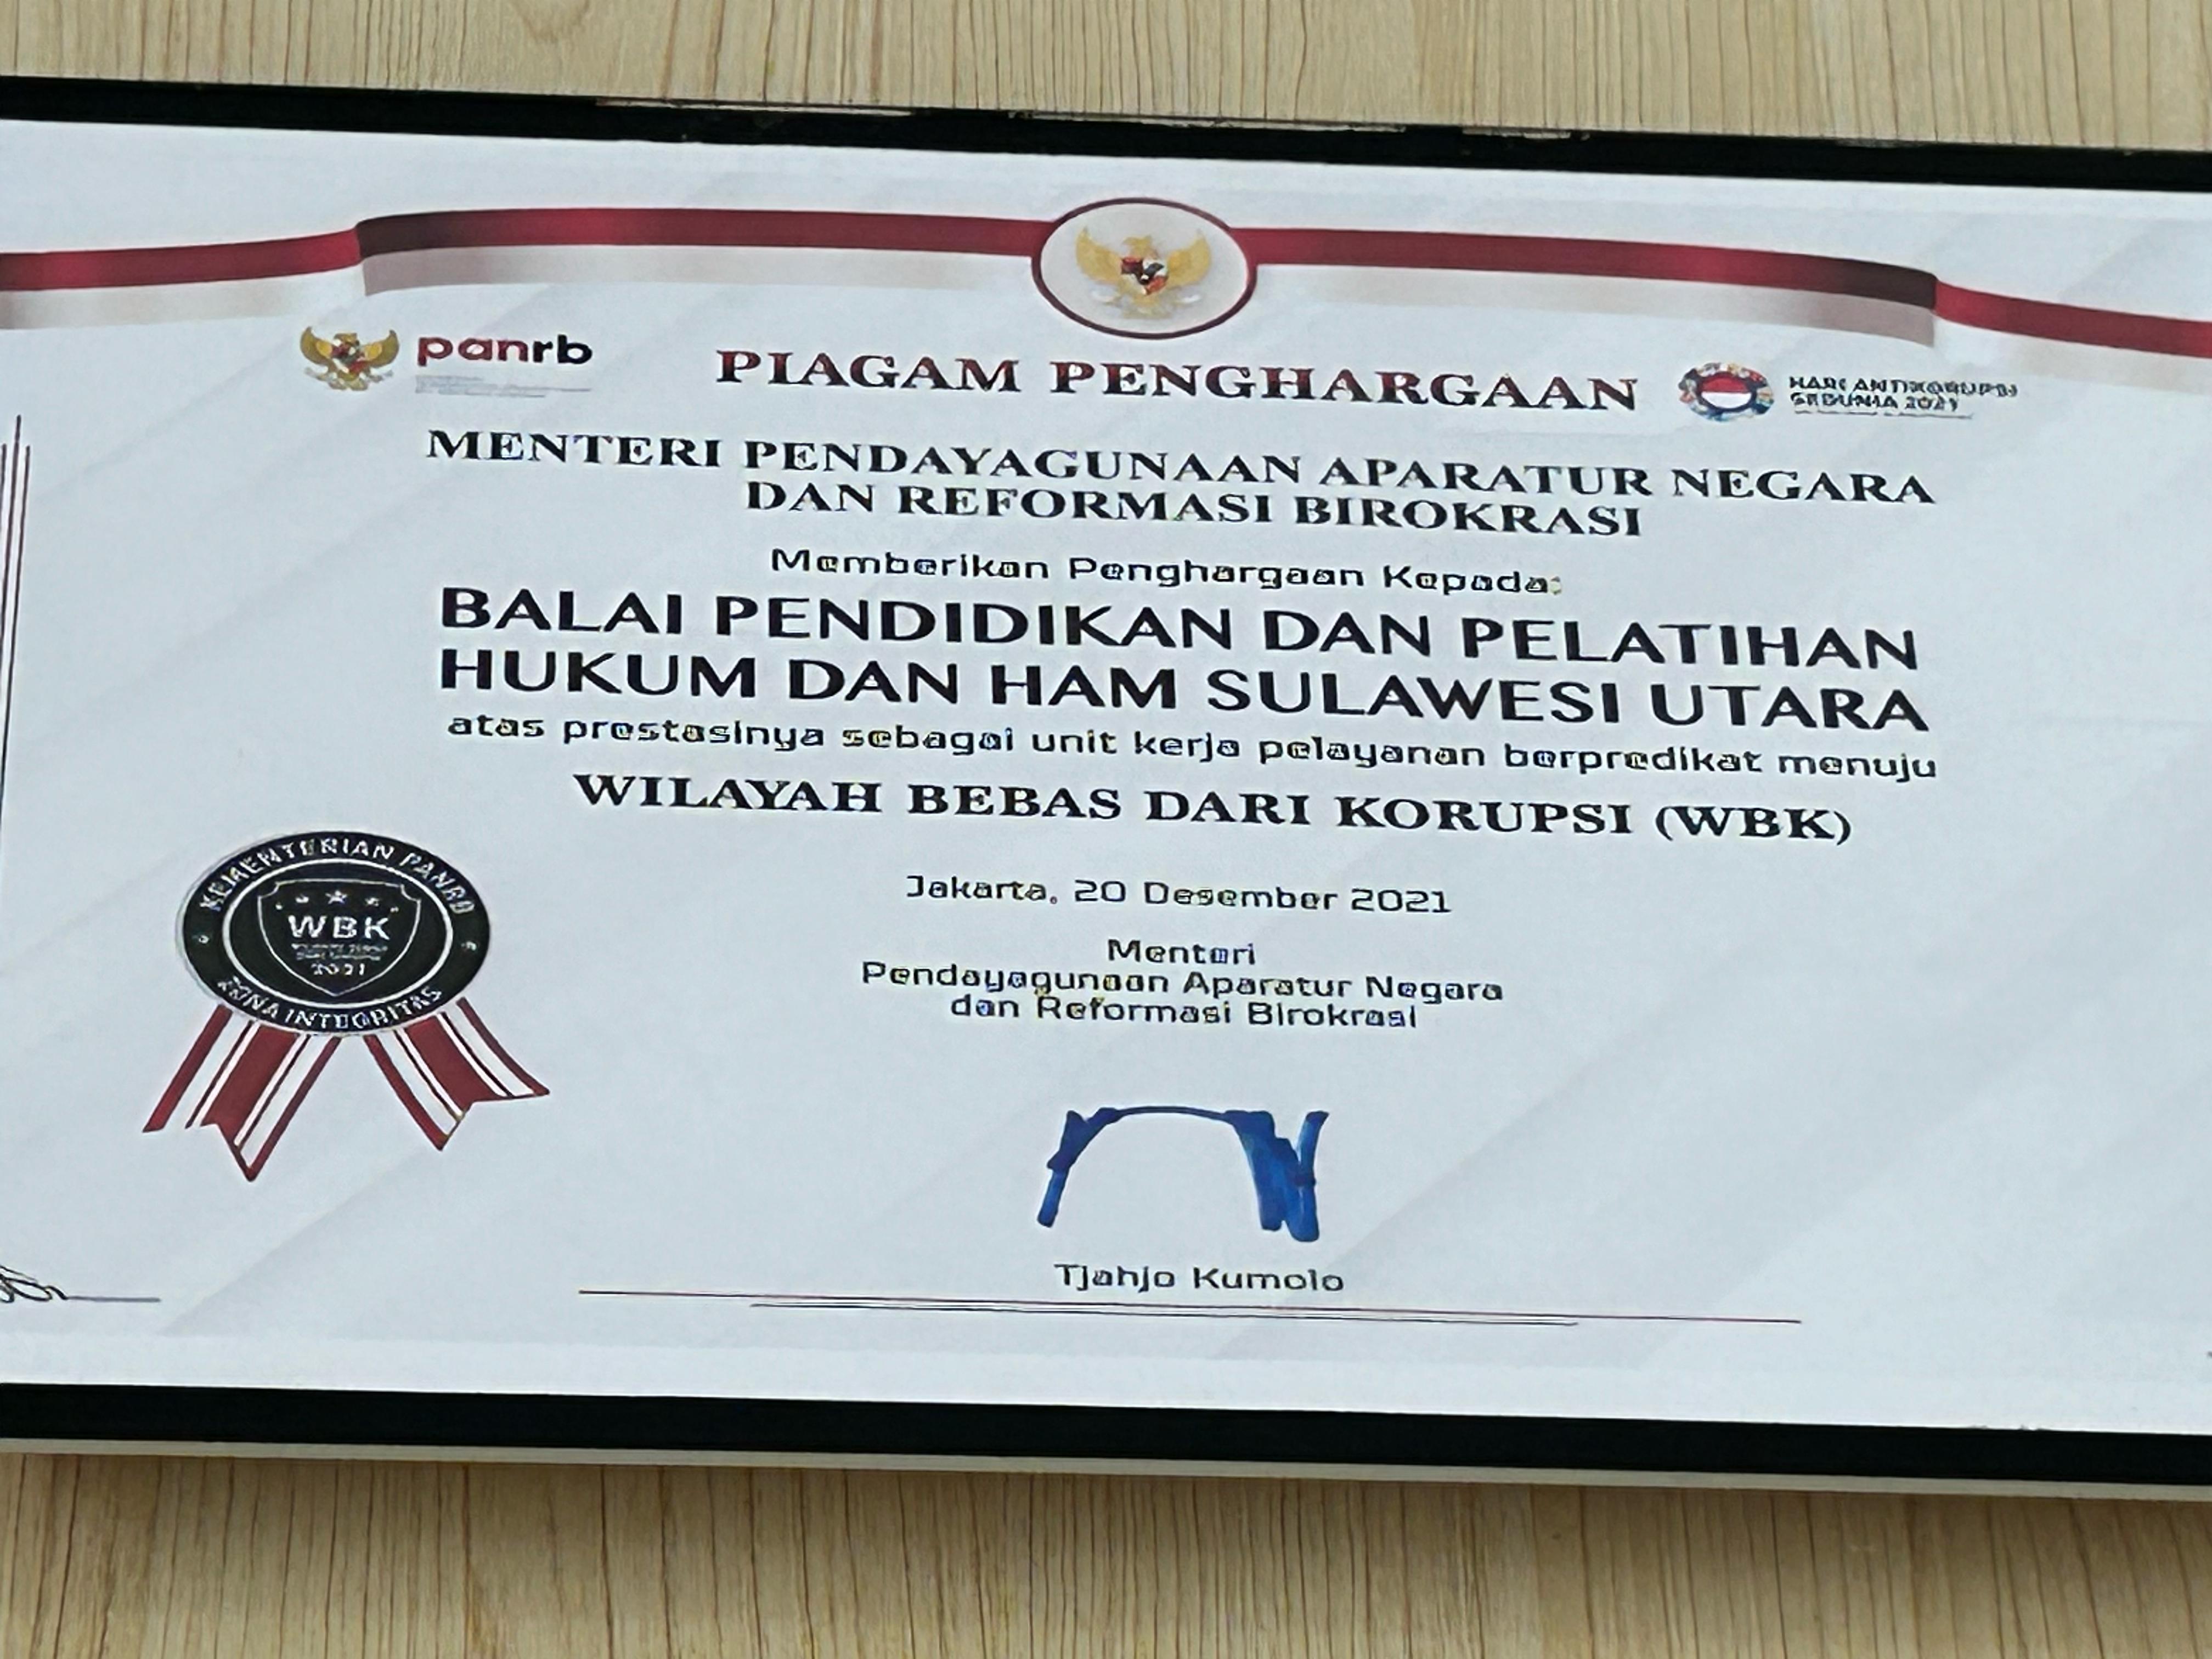 panrb
PIAGAM PENGHARGAAN
HARI ANTIKORUPSI
SEDUNIA 2021
MENTERI PENDAYAGUNAAN APARATUR NEGARA
DAN REFORMASI BIROKRASI
Memberikan Penghargaan Kepada:
BALAI PENDIDIKAN DAN PELATIHAN
HUKUM DAN HAM SULAWESI UTARA
atas prestasinya sebagai unit kerja pelayanan berpredikat menuju
WILAYAH BEBAS DARI KORUPSI (WBK)
KEMENTERIAN PANRB
WBK
2021
ZONA INTEGRITAS
Jakarta, 20 Desember 2021
Menteri
Pendayagunaan Aparatur Negara
dan Reformasi Birokrasi
Tjahjo Kumolo